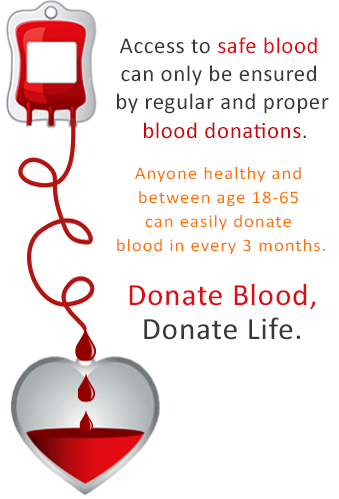 Access to safe blood
can only be ensured
by regular and proper
blood donations.
Anyone healthy and
between age 18-65
can easily donate
blood in every 3 months.
Donate Blood,
Donate Life.